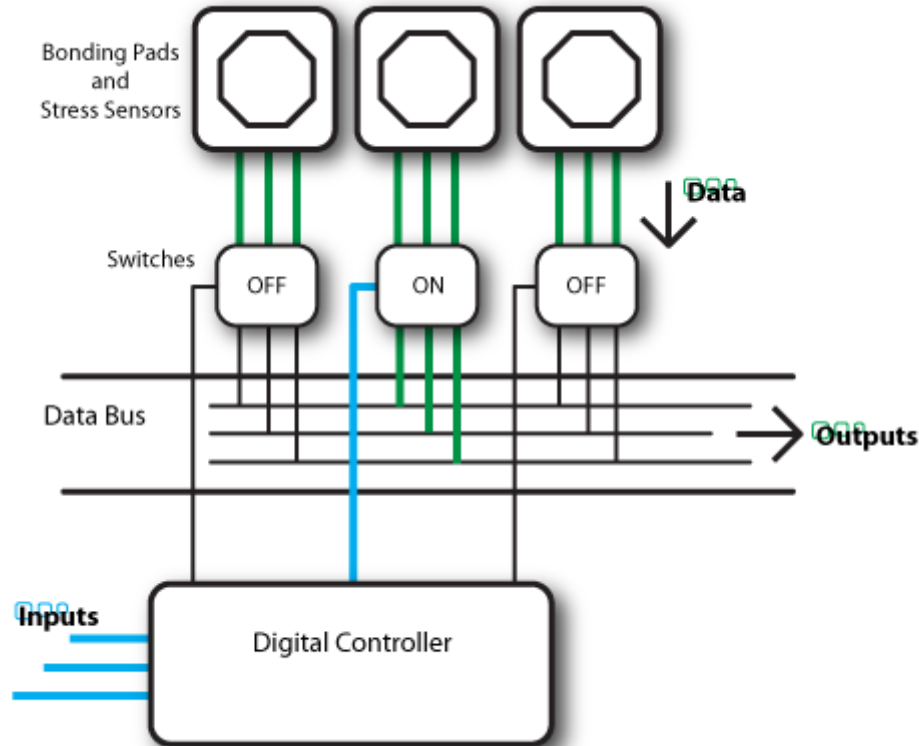 Bonding Pads
and
Stress Sensors
Data
Switches
OFF
ON
OFF
Data Bus
Outputs
Inputs
Digital Controller